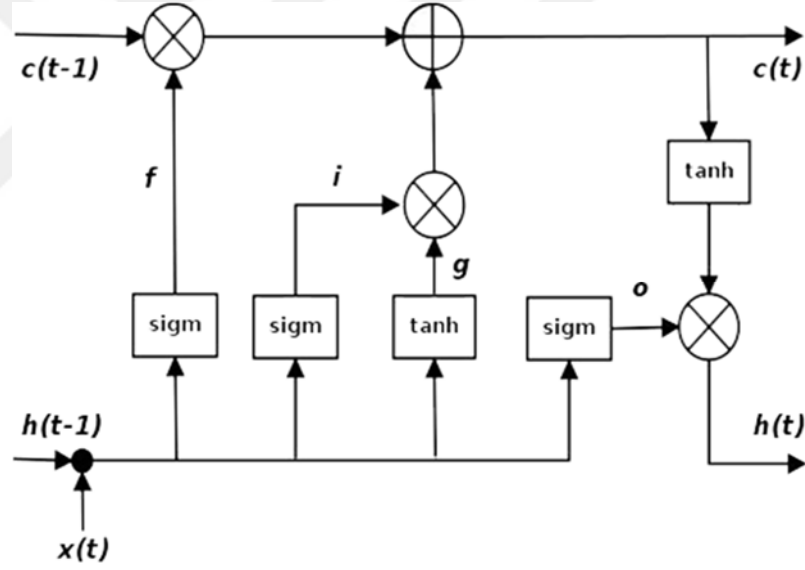 c(t-1)
c(t)
tanh
f
i
g
o
sigm
sigm
tanh
sigm
h(t-1)
h(t)
x(t)